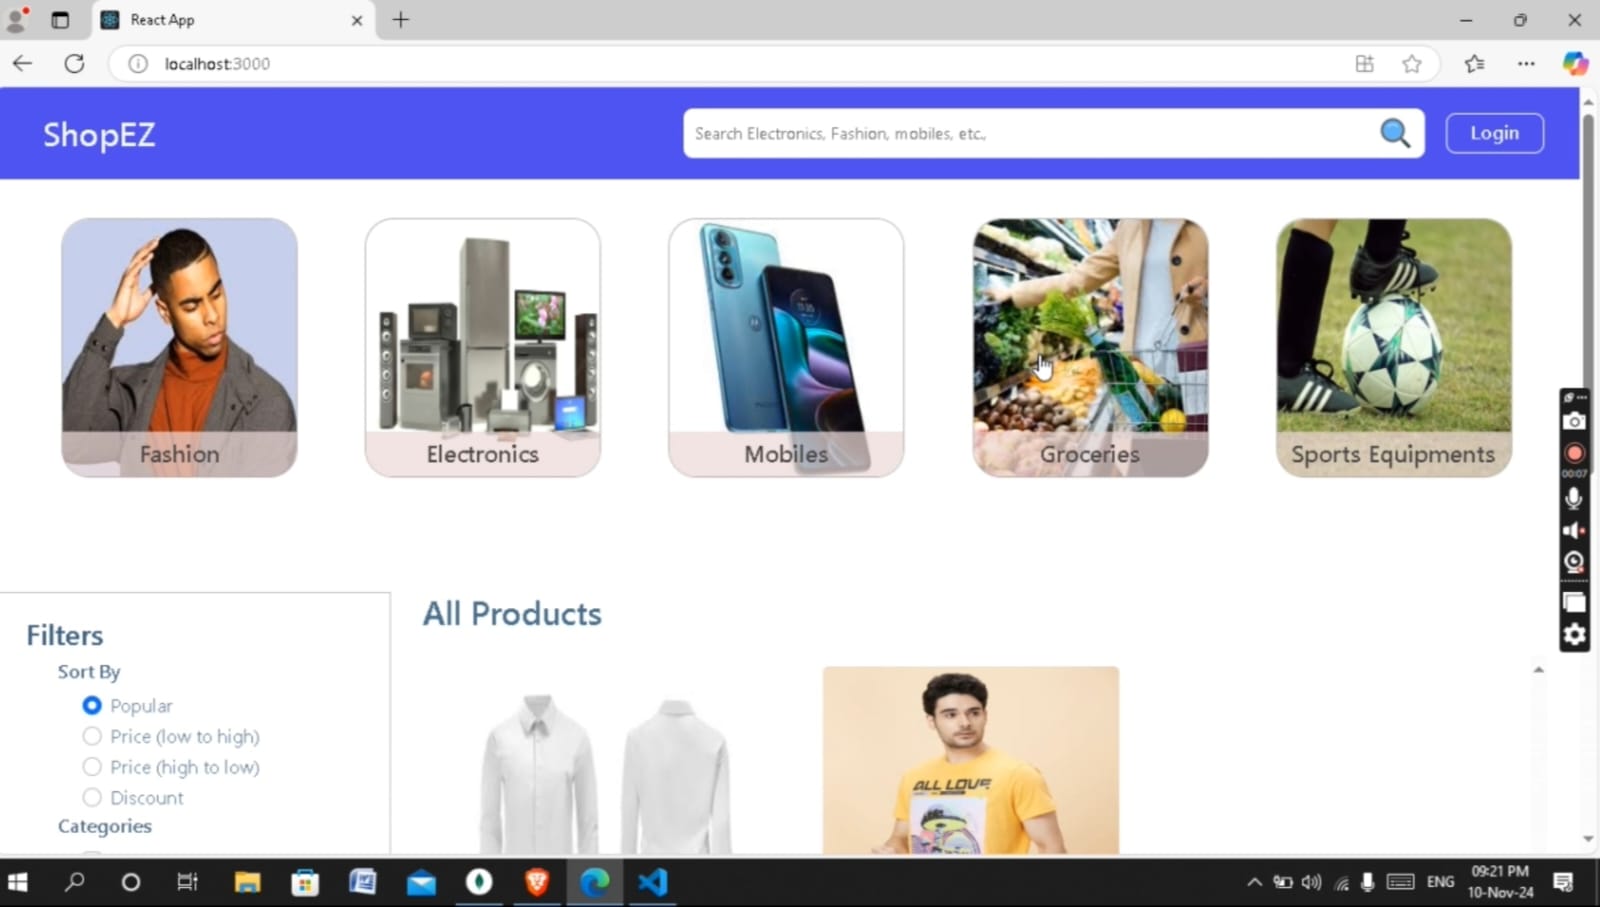 React App
localhost:3000
ShopEZ
Search Electronics, Fashion, mobiles, etc.,
Login
Fashion
Electronics
Mobiles
Groceries
Sports Equipments
00:07
Filters
Sort By
Popular
Price (low to high)
Price (high to low)
Discount
Categories
All Products
ALL LOVE
ENG
09:21 PM
10-Nov-24